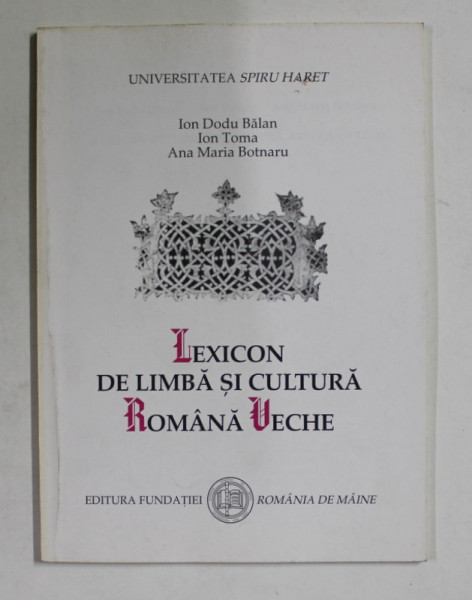 UNIVERSITATEA SPIRU HARET
Ion Dodu Bălan
Ion Toma
Ana Maria Botnaru
LEXICON
DE LIMBĂ ȘI CULTURĂ
ROMÂNĂ VECHE
EDITURA FUNDAȚIEI ROMÂNIA DE MÂINE